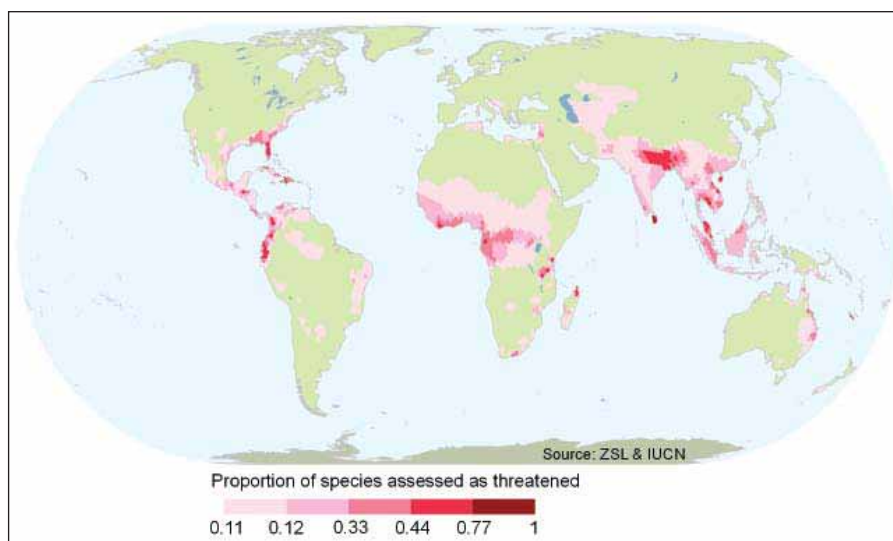 Source: ZSL & IUCN
Proportion of species assessed as threatened
0.11 0.12 0.33 0.44 0.77 1